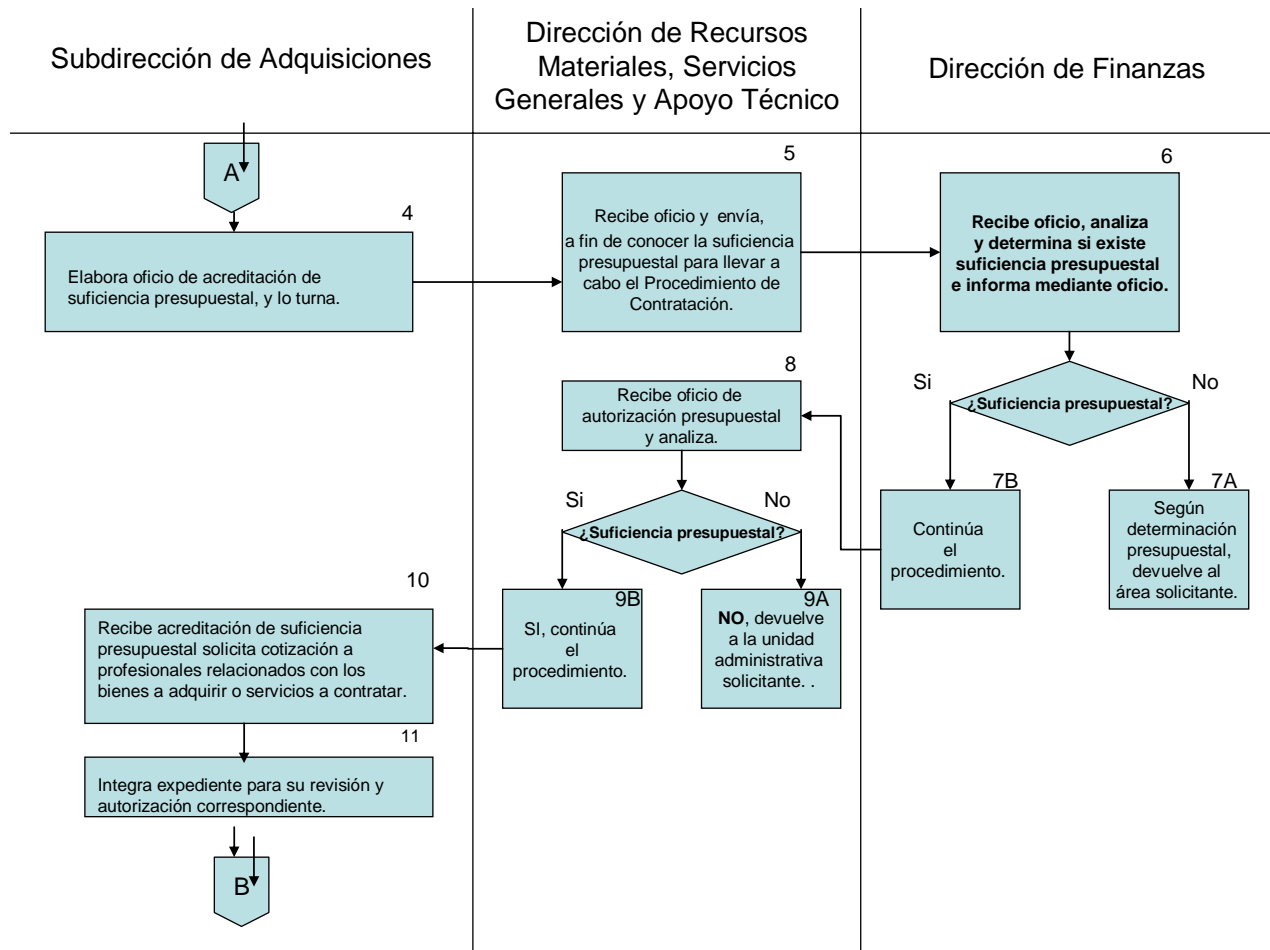 Subdirección de Adquisiciones
Dirección de Recursos
Materiales, Servicios
Generales y Apoyo Técnico
Dirección de Finanzas
A
4
Elabora oficio de acreditación de
suficiencia presupuestal, y lo turna.
5
Recibe oficio y envía,
a fin de conocer la suficiencia
presupuestal para llevar a
cabo el Procedimiento de
Contratación.
6
Recibe oficio, analiza
y determina si existe
suficiencia presupuestal
e informa mediante oficio.
Si
No
¿Suficiencia presupuestal?
7B
Continúa
el
procedimiento.
7A
Según
determinación
presupuestal,
devuelve al
área solicitante.
8
Recibe oficio de
autorización presupuestal
y analiza.
Si
No
¿Suficiencia presupuestal?
9B
SI, continúa
el
procedimiento.
9A
NO, devuelve
a la unidad
administrativa
solicitante. .
10
Recibe acreditación de suficiencia
presupuestal solicita cotización a
profesionales relacionados con los
bienes a adquirir o servicios a contratar.
11
Integra expediente para su revisión y
autorización correspondiente.
B